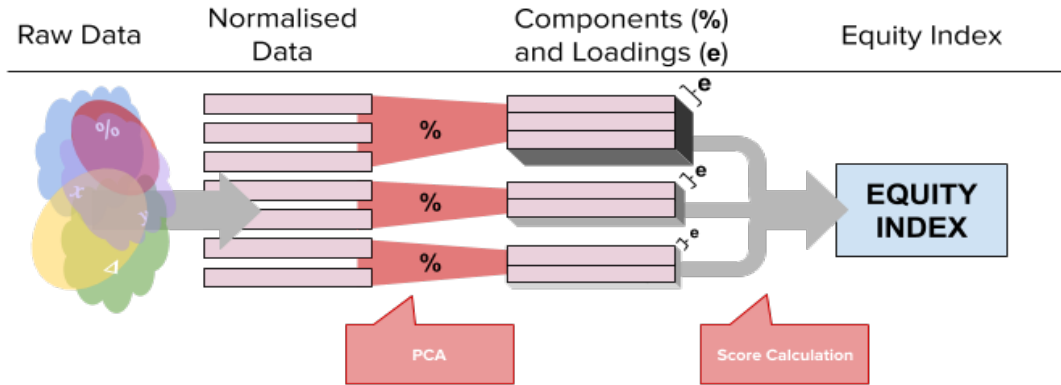 Raw Data
Normalised
Data
Components (%)
and Loadings (e)
Equity Index
%
x
y
Δ
%
%
%
e
e
e
EQUITY
INDEX
PCA
Score Calculation